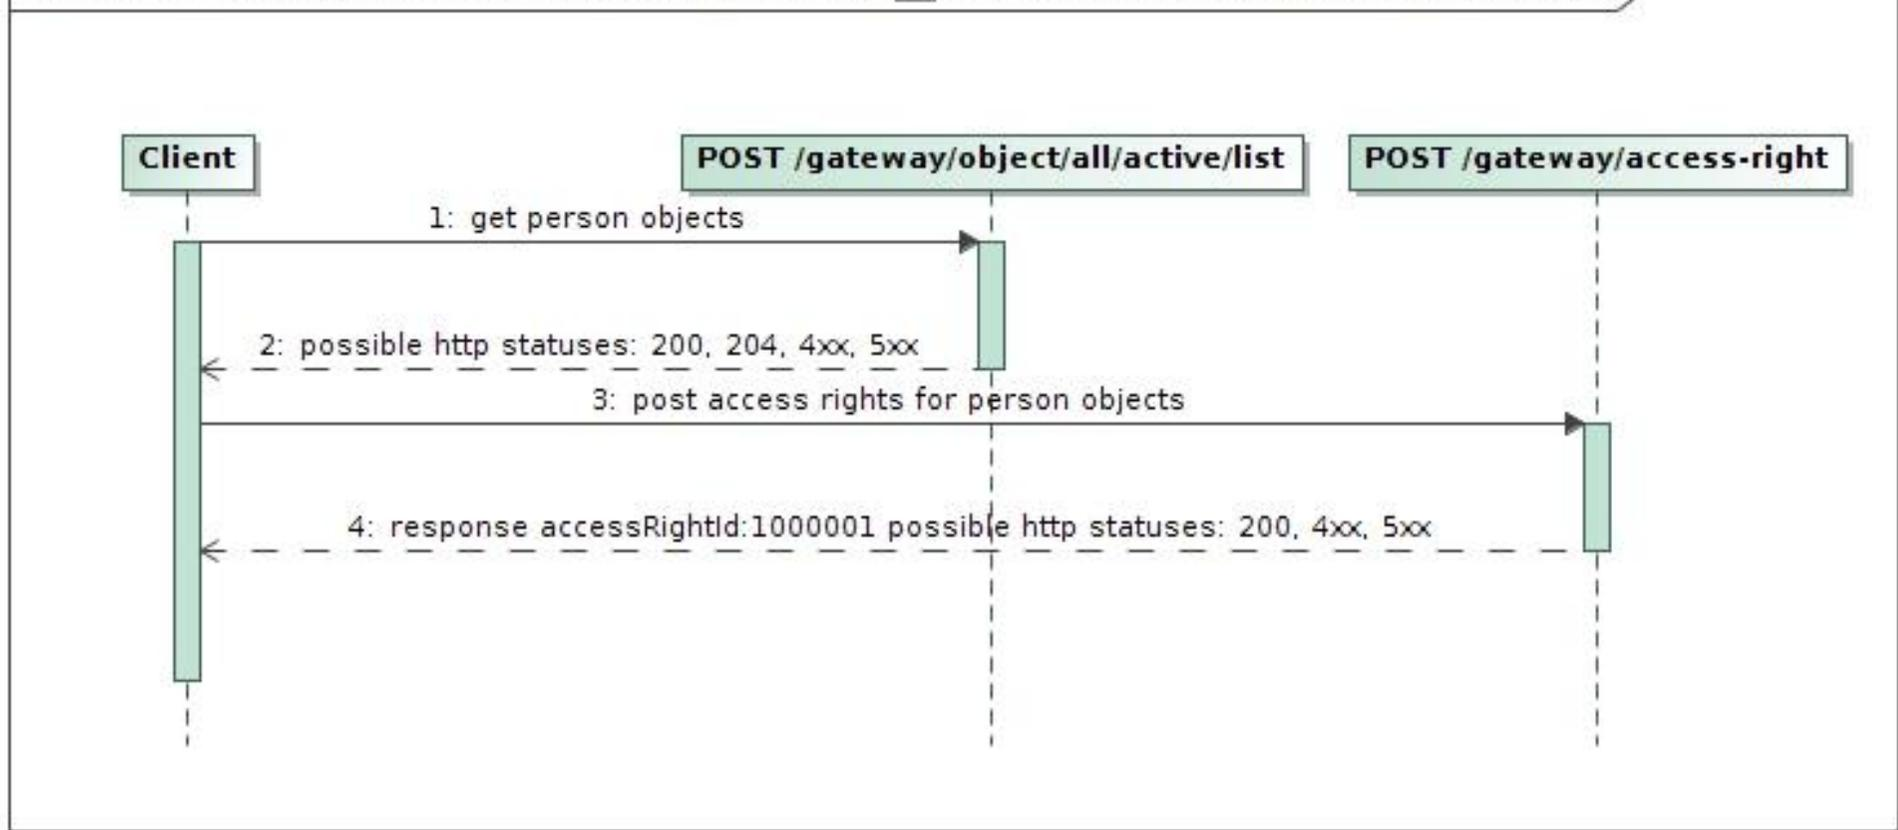 Client
POST /gateway/object/all/active/list
POST /gateway/access-right
1: get person objects
2: possible http statuses: 200, 204, 4xx, 5xx
3: post access rights for person objects
4: response accessRightId:1000001 possible http statuses: 200, 4xx, 5xx